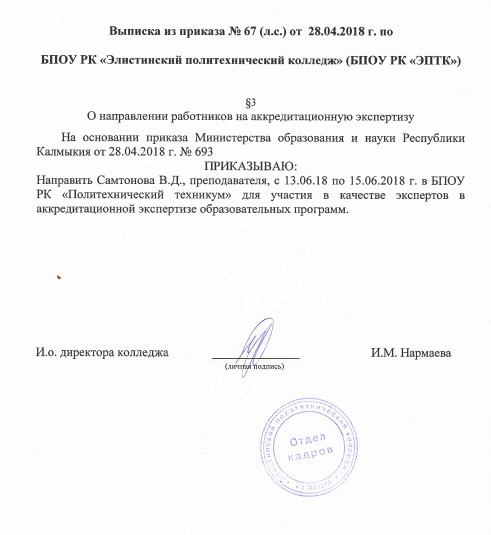 Выписка из приказа № 67 (л.с.) от 28.04.2018 г. по
БПОУ РК «Элистинский политехнический колледж» (БПОУ РК «ЭПТК»)
§3
О направлении работников на аккредитационную экспертизу
На основании приказа Министерства образования и науки Республики
Калмыкия от 28.04.2018 г. № 693
ПРИКАЗЫВАЮ:
Направить Самтонова В.Д., преподавателя, с 13.06.18 по 15.06.2018 г. в БПОУ
РК «Политехнический техникум» для участия в качестве экспертов в
аккредитационной экспертизе образовательных программ.
И.о. директора колледжа
(личная подпись)
И.М. Нармаева
Отдел
кадров
политехнический колледж
г.Элиста